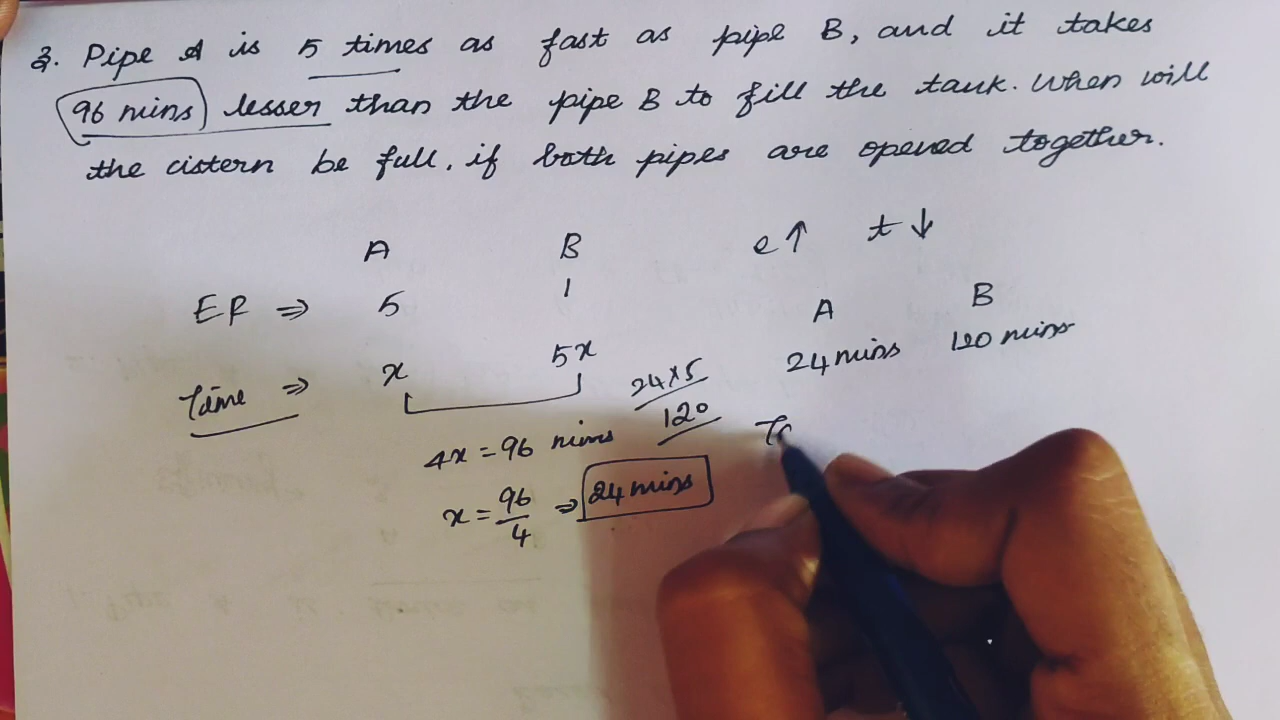 3. Pipe A is 5 times as fast as pipe B, and it takes
96 mins lesser than the pipe B to fill the tank. When will
the cistern be full, if both pipes are opened together.
A B e↑ t↓
EF ⇒ 5 1
A B
24 mins 120 mins
Time ⇒ x 5x
24x5
120
4x = 96 mins
x = 96/4 ⇒ 24 mins